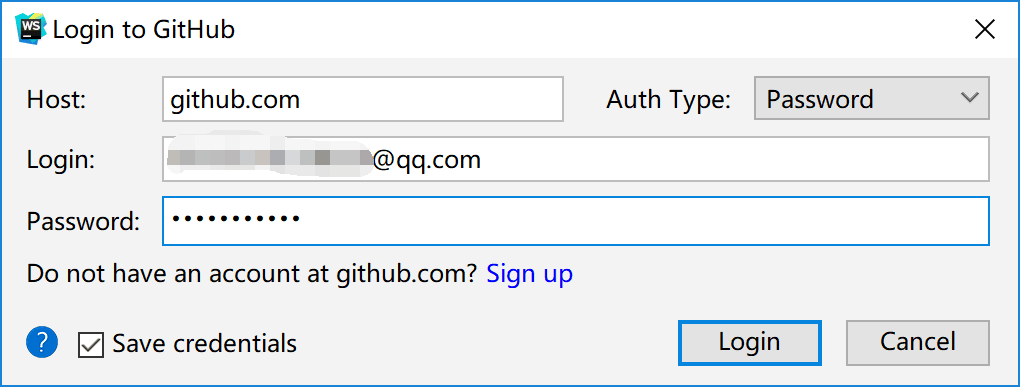 WS Login to GitHub
Host: github.com Auth Type: Password
Login: @qq.com
Password: •••••••••••
Do not have an account at github.com? Sign up
? Save credentials Login Cancel